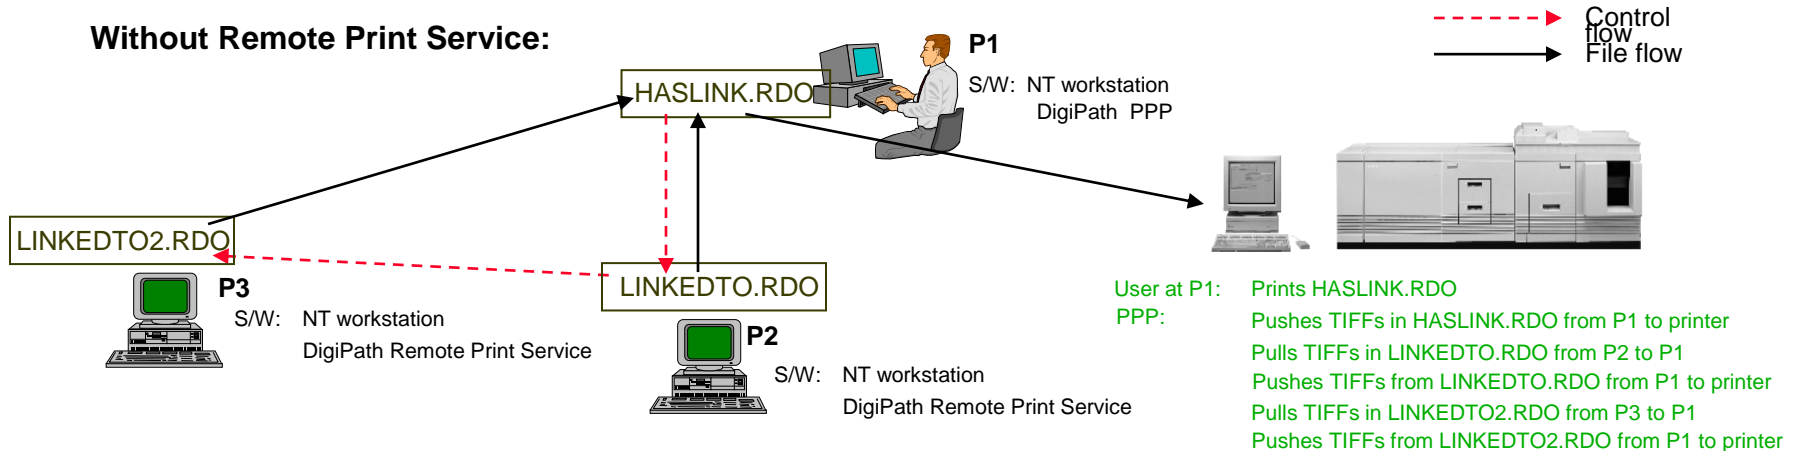 Without Remote Print Service:
Control
flow
File flow
P1
S/W: NT workstation
DigiPath PPP
HASLINK.RDO
LINKEDTO2.RDO
P3
S/W: NT workstation
DigiPath Remote Print Service
LINKEDTO.RDO
P2
S/W: NT workstation
DigiPath Remote Print Service
User at P1: Prints HASLINK.RDO
PPP: Pushes TIFFs in HASLINK.RDO from P1 to printer
Pulls TIFFs in LINKEDTO.RDO from P2 to P1
Pushes TIFFs from LINKEDTO.RDO from P1 to printer
Pulls TIFFs in LINKEDTO2.RDO from P3 to P1
Pushes TIFFs from LINKEDTO2.RDO from P1 to printer